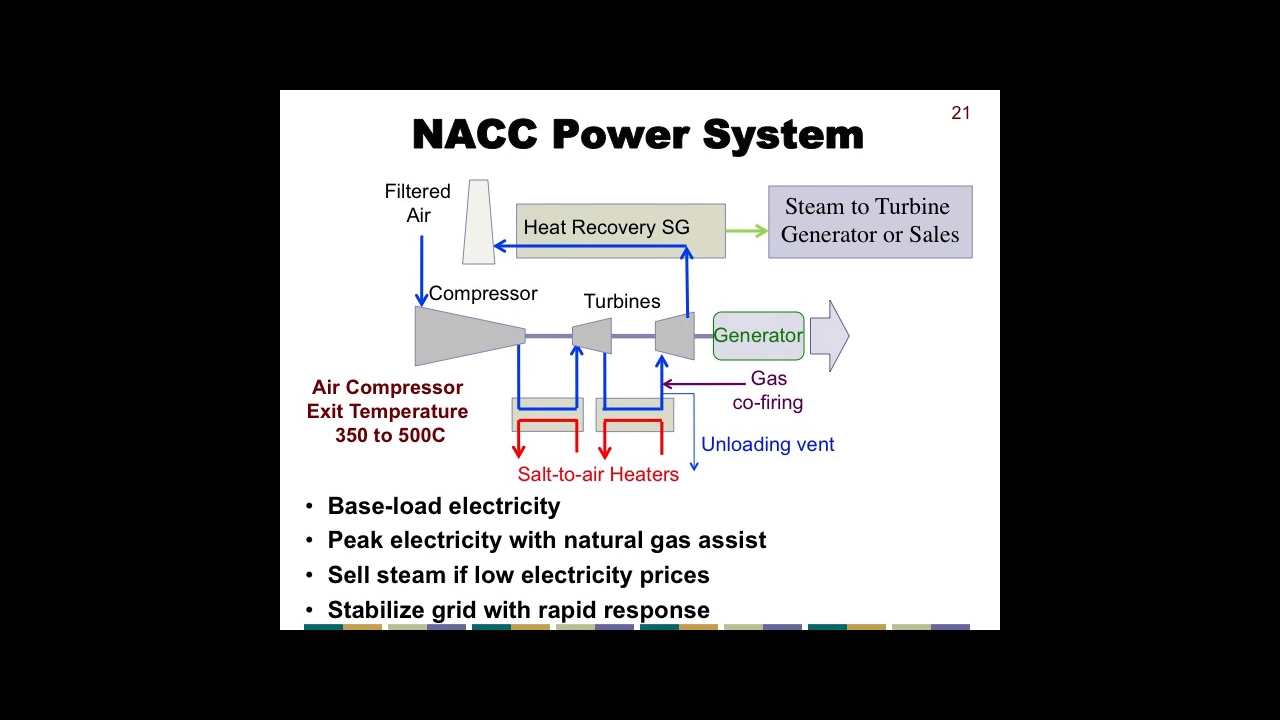 21
NACC Power System
Filtered
Air
Heat Recovery SG
Steam to Turbine
Generator or Sales
Compressor
Turbines
Generator
Air Compressor
Exit Temperature
350 to 500C
Gas
co-firing
Unloading vent
Salt-to-air Heaters
• Base-load electricity
• Peak electricity with natural gas assist
• Sell steam if low electricity prices
• Stabilize grid with rapid response